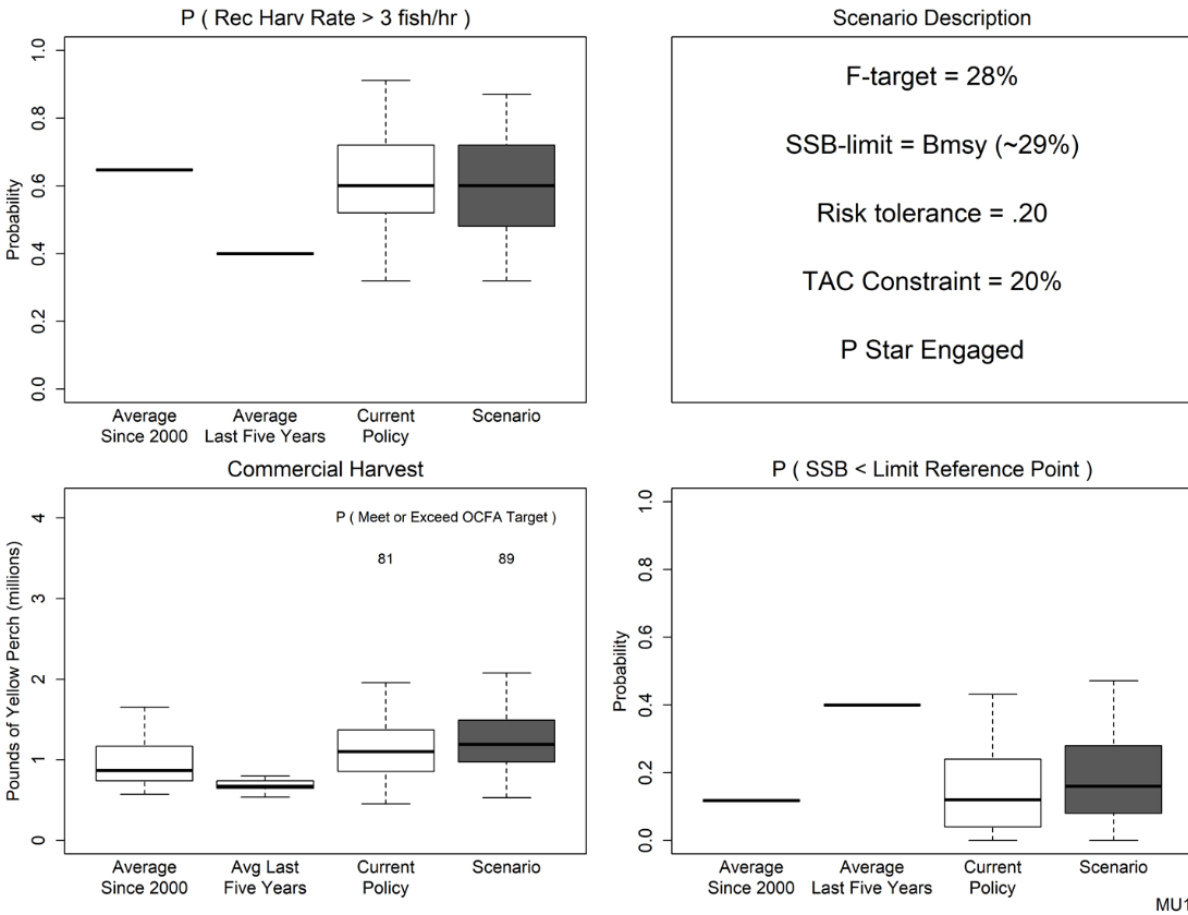 P ( Rec Harv Rate > 3 fish/hr )
Probability
1.0
0.8
0.6
0.4
0.2
0.0
Average
Since 2000
Average
Last Five Years
Current
Policy
Scenario
Scenario Description
F-target = 28%
SSB-limit = Bmsy (~29%)
Risk tolerance = .20
TAC Constraint = 20%
P Star Engaged
Commercial Harvest
Pounds of Yellow Perch (millions)
4
3
2
1
0
P ( Meet or Exceed OCFA Target )
81
89
Average
Since 2000
Avg Last
Five Years
Current
Policy
Scenario
P ( SSB < Limit Reference Point )
Probability
1.0
0.8
0.6
0.4
0.2
0.0
Average
Since 2000
Average
Last Five Years
Current
Policy
Scenario
MU1